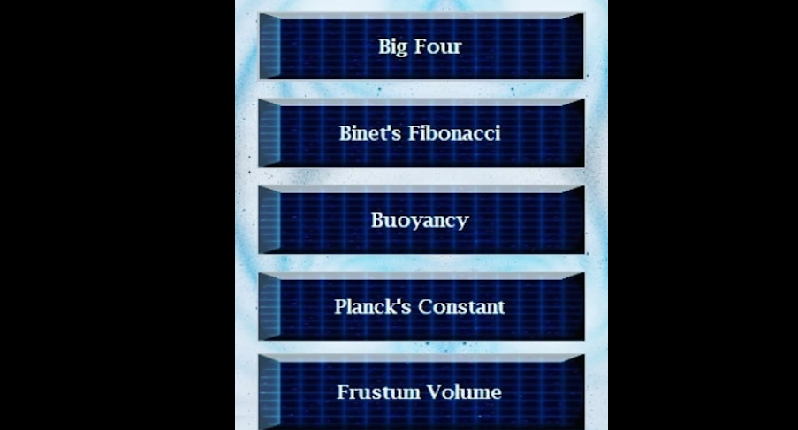 Big Four
Binet's Fibonacci
Buoyancy
Planck's Constant
Frustum Volume